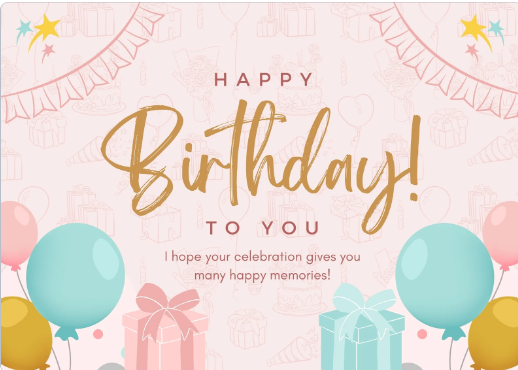 HAPPY
Birthday!
TO YOU
I hope your celebration gives you
many happy memories!